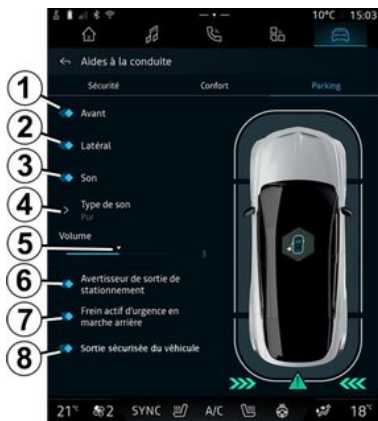 10°C 15:03
Aides à la conduite
Sécurité Confort Parking
1 Avant
2 Latéral
3 Son
4 Type de son
Pur
5 Volume
3
6 Avertisseur de sortie de
stationnement
7 Frein actif d'urgence en
marche arrière
8 Sortie sécurisée du véhicule
21°C 2 SYNC A/C 18°C